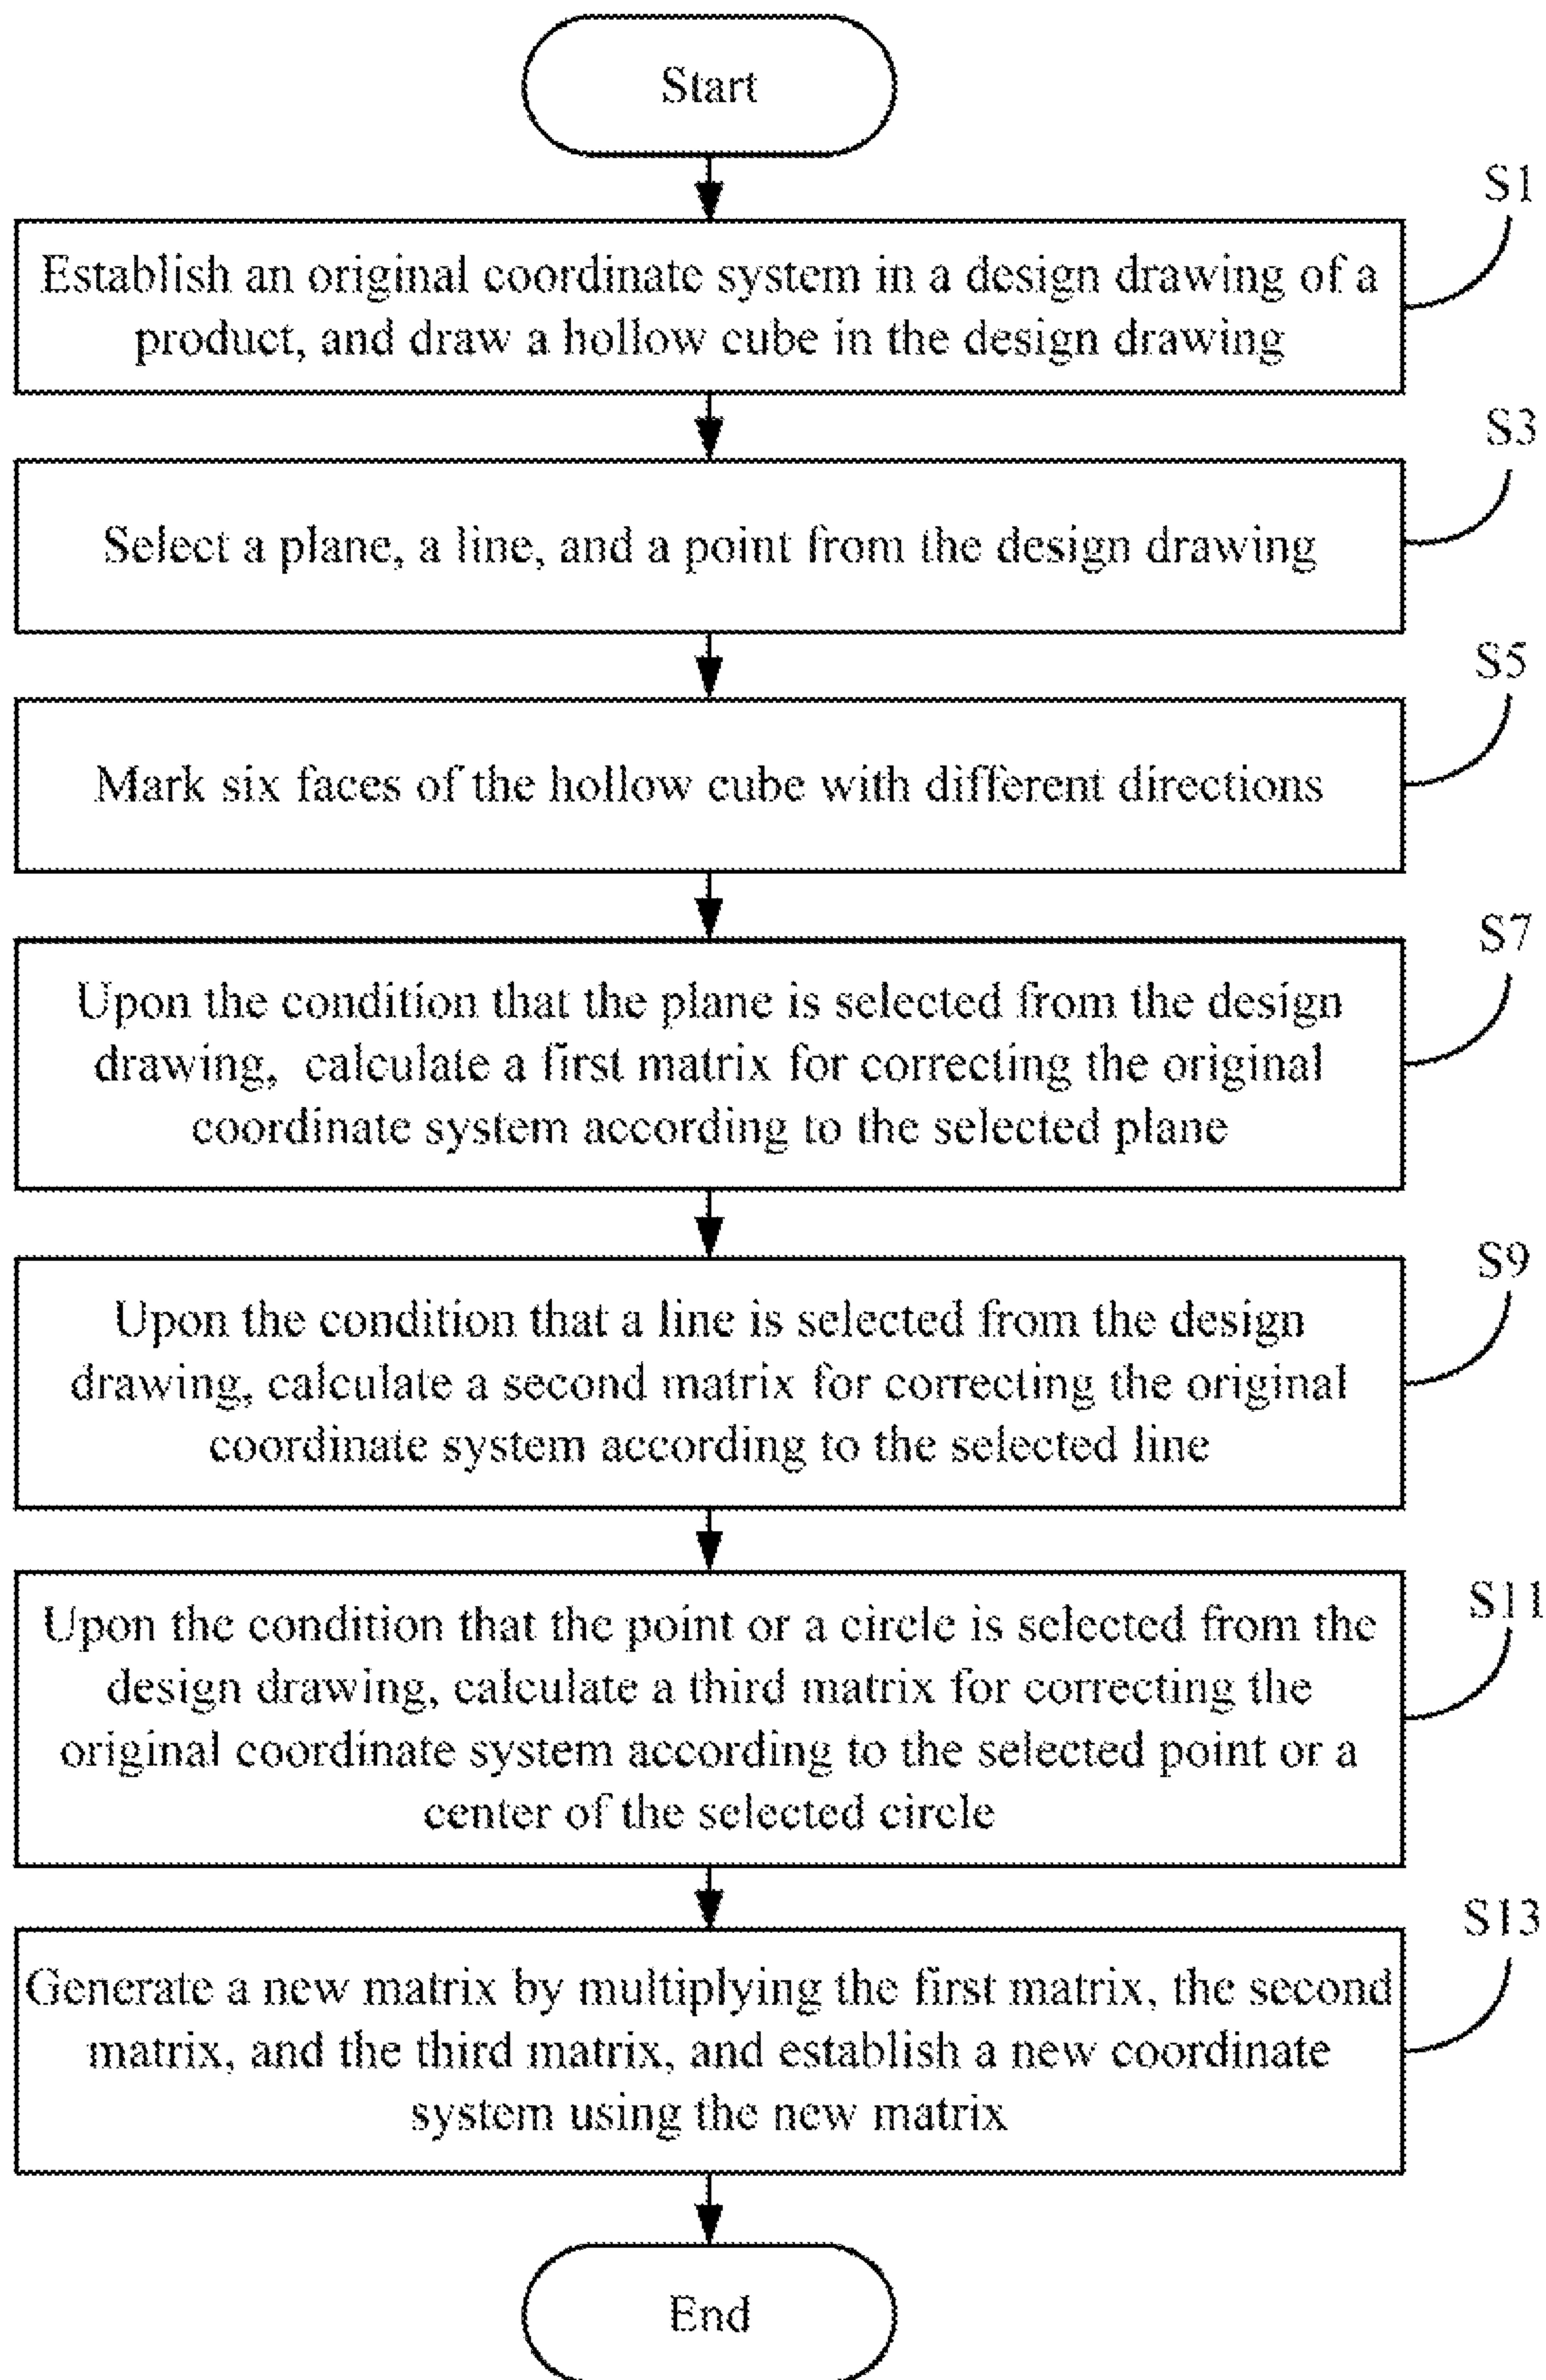 Start
S1
Establish an original coordinate system in a design drawing of a
product, and draw a hollow cube in the design drawing
S3
Select a plane, a line, and a point from the design drawing
S5
Mark six faces of the hollow cube with different directions
S7
Upon the condition that the plane is selected from the design
drawing, calculate a first matrix for correcting the original
coordinate system according to the selected plane
S9
Upon the condition that a line is selected from the design
drawing, calculate a second matrix for correcting the original
coordinate system according to the selected line
S11
Upon the condition that the point or a circle is selected from the
design drawing, calculate a third matrix for correcting the
original coordinate system according to the selected point or a
center of the selected circle
S13
Generate a new matrix by multiplying the first matrix, the second
matrix, and the third matrix, and establish a new coordinate
system using the new matrix
End